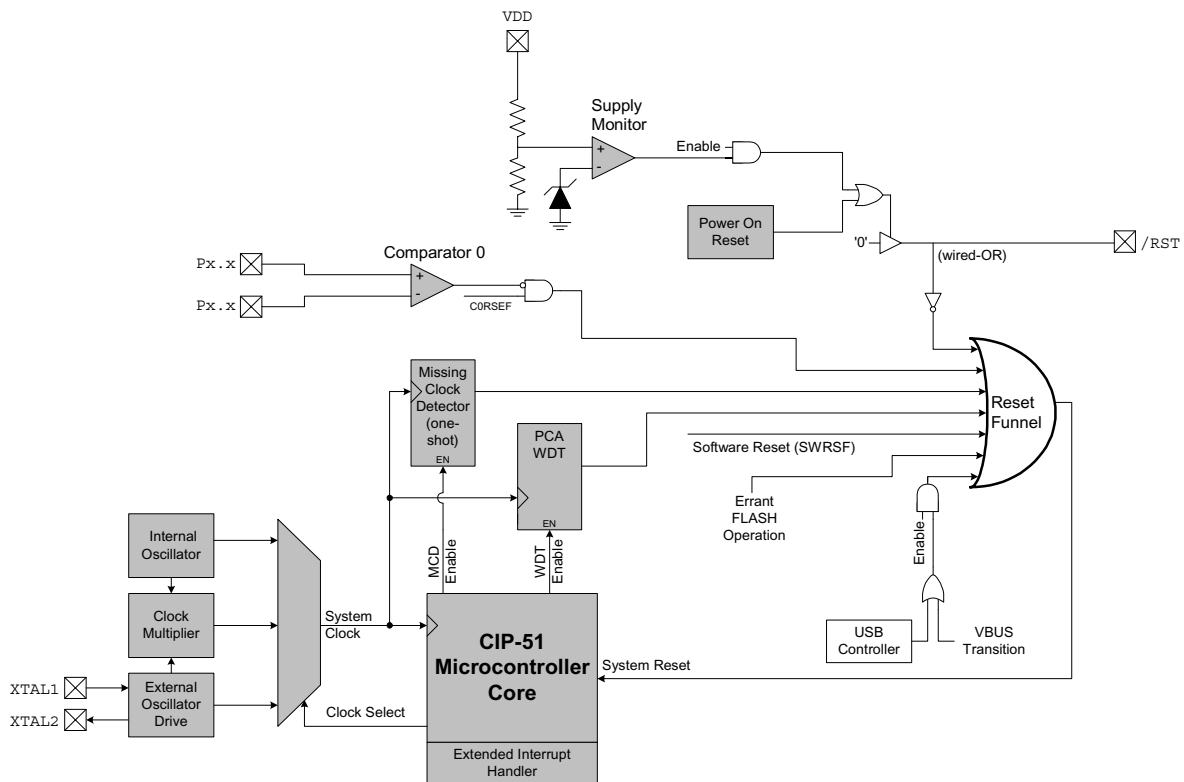 VDD
Supply
Monitor
Enable
Power On
Reset
'0'
(wired-OR)
/RST
Px.x
Px.x
Comparator 0
+
-
+
-
C0RSEF
Missing
Clock
Detector
(one-
shot)
EN
PCA
WDT
EN
Reset
Funnel
Software Reset (SWRSF)
Errant
FLASH
Operation
Enable
Internal
Oscillator
Clock
Multiplier
External
Oscillator
Drive
XTAL1
XTAL2
System
Clock
MCD
Enable
WDT
Enable
CIP-51
Microcontroller
Core
System Reset
Clock Select
Extended Interrupt
Handler
USB
Controller
VBUS
Transition